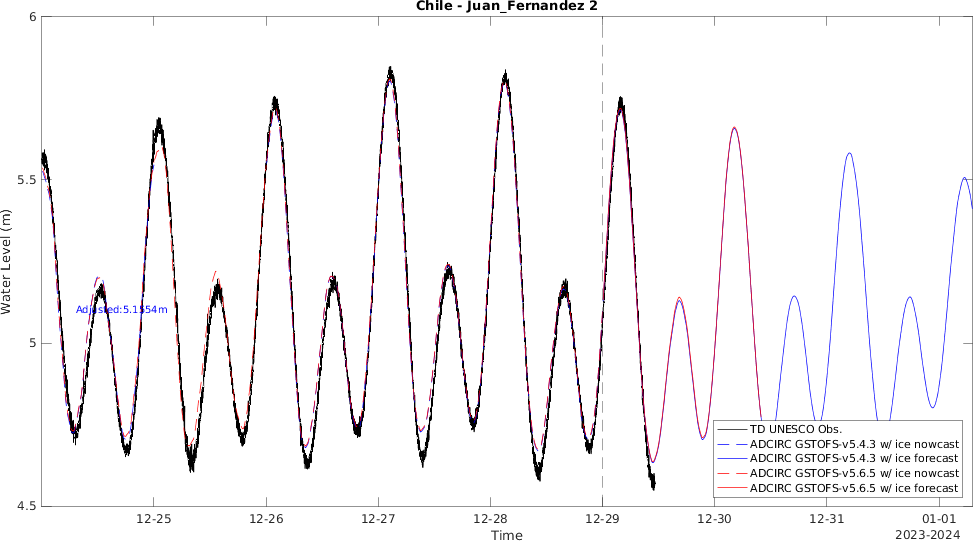 Chile - Juan_Fernandez 2
6
5.5
5
4.5
Water Level (m)
Adjusted:5.1554m
TD UNESCO Obs.
ADCIRC GSTOFS-v5.4.3 w/ ice nowcast
ADCIRC GSTOFS-v5.4.3 w/ ice forecast
ADCIRC GSTOFS-v5.6.5 w/ ice nowcast
ADCIRC GSTOFS-v5.6.5 w/ ice forecast
12-25 12-26 12-27 12-28 12-29 12-30 12-31 01-01
Time
2023-2024